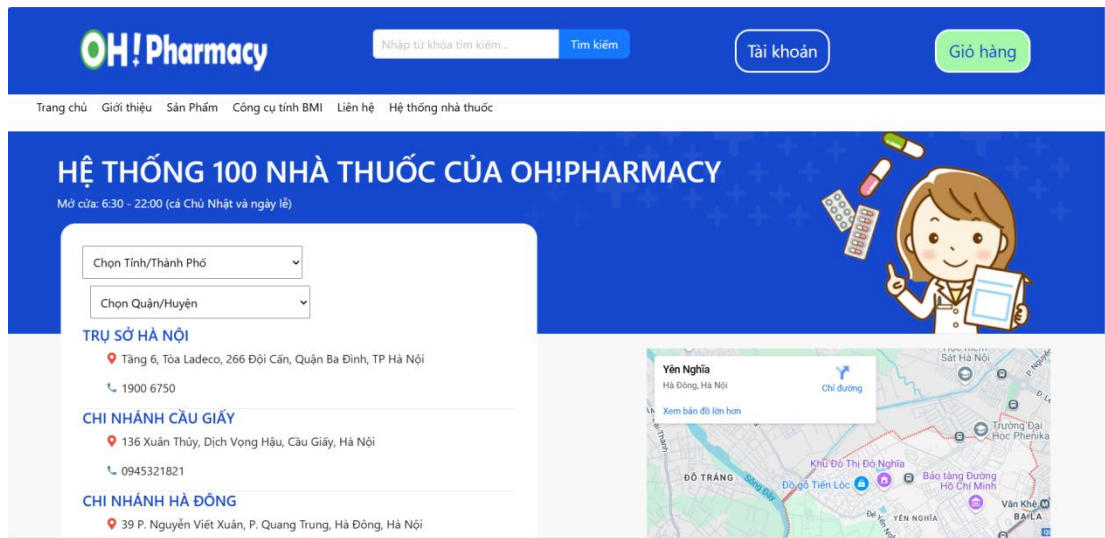 OH! Pharmacy
Nhập từ khóa tìm kiếm...
Tìm kiếm
Tài khoản
Giỏ hàng
Trang chủ Giới thiệu Sản Phẩm Công cụ tính BMI Liên hệ Hệ thống nhà thuốc
HỆ THỐNG 100 NHÀ THUỐC CỦA OH!PHARMACY
Mở cửa: 6:30 - 22:00 (cả Chủ Nhật và ngày lễ)
Chọn Tỉnh/Thành Phố
Chọn Quận/Huyện
TRỤ SỞ HÀ NỘI
Tầng 6, Tòa Ladeco, 266 Đội Cấn, Quận Ba Đình, TP Hà Nội
1900 6750
CHI NHÁNH CẦU GIẤY
136 Xuân Thủy, Dịch Vọng Hậu, Cầu Giấy, Hà Nội
0945321821
CHI NHÁNH HÀ ĐÔNG
39 P. Nguyễn Viết Xuân, P. Quang Trung, Hà Đông, Hà Nội
Yên Nghĩa
Hà Đông, Hà Nội
Chỉ đường
Xem bản đồ lớn hơn
Sát Hà Nội
Trường Đại
Học Phenika
Khu Đô Thị Đô Nghĩa
ĐỒ TRÁNG
Sông Đáy
Đồ gỗ Tiến Lộc
Bảo tàng Đường
Hồ Chí Minh
Văn Khê
YÊN NGHĨA
BA LA